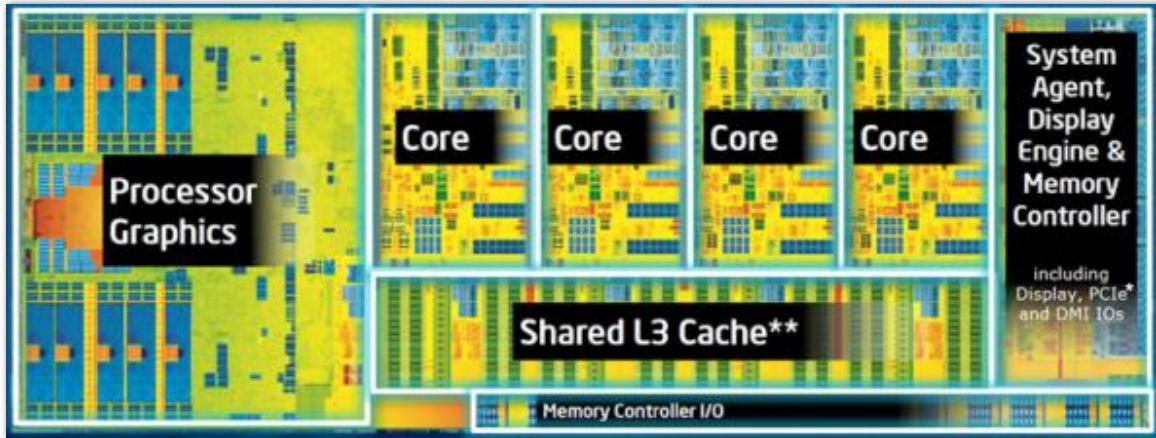 Processor
Graphics
Core
Core
Core
Core
System
Agent,
Display
Engine &
Memory
Controller
including
Display, PCIe*
and DMI IOs
Shared L3 Cache**
Memory Controller I/O